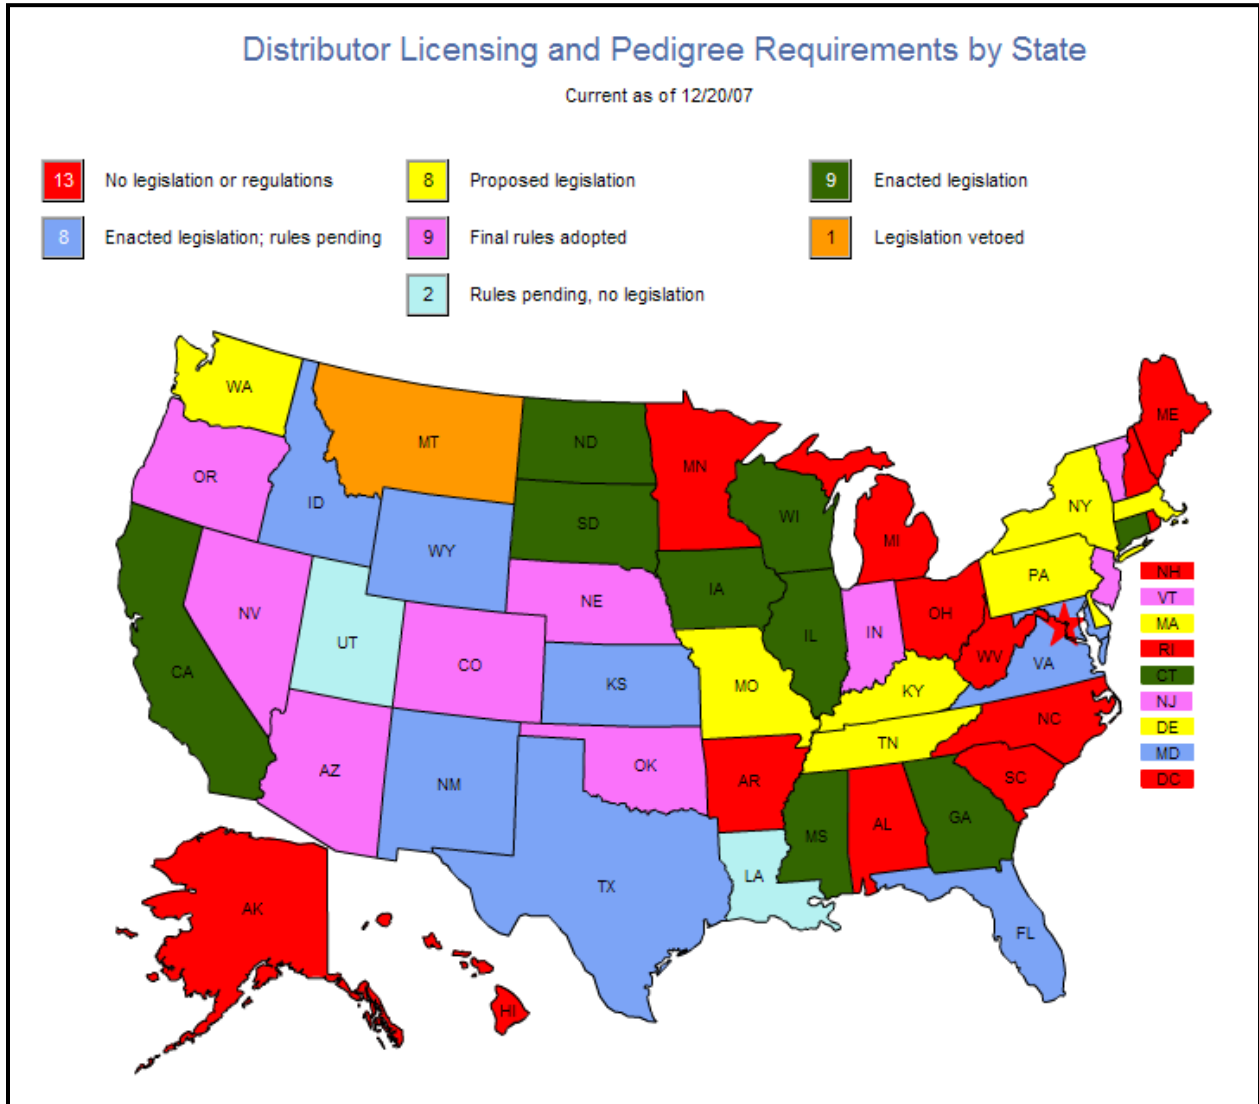 Distributor Licensing and Pedigree Requirements by State
Current as of 12/20/07
13 No legislation or regulations
8 Proposed legislation
9 Enacted legislation
8 Enacted legislation; rules pending
9 Final rules adopted
1 Legislation vetoed
2 Rules pending, no legislation
WA
MT
ND
MN
ME
OR
ID
SD
WI
NY
MI
WY
PA
NH
VT
NV
UT
NE
IA
IL
IN
OH
MA
CA
CO
KS
MO
WV
VA
RI
KY
CT
NC
NJ
TN
DE
AZ
NM
OK
AR
SC
MD
DC
MS
AL
GA
TX
LA
FL
AK
HI